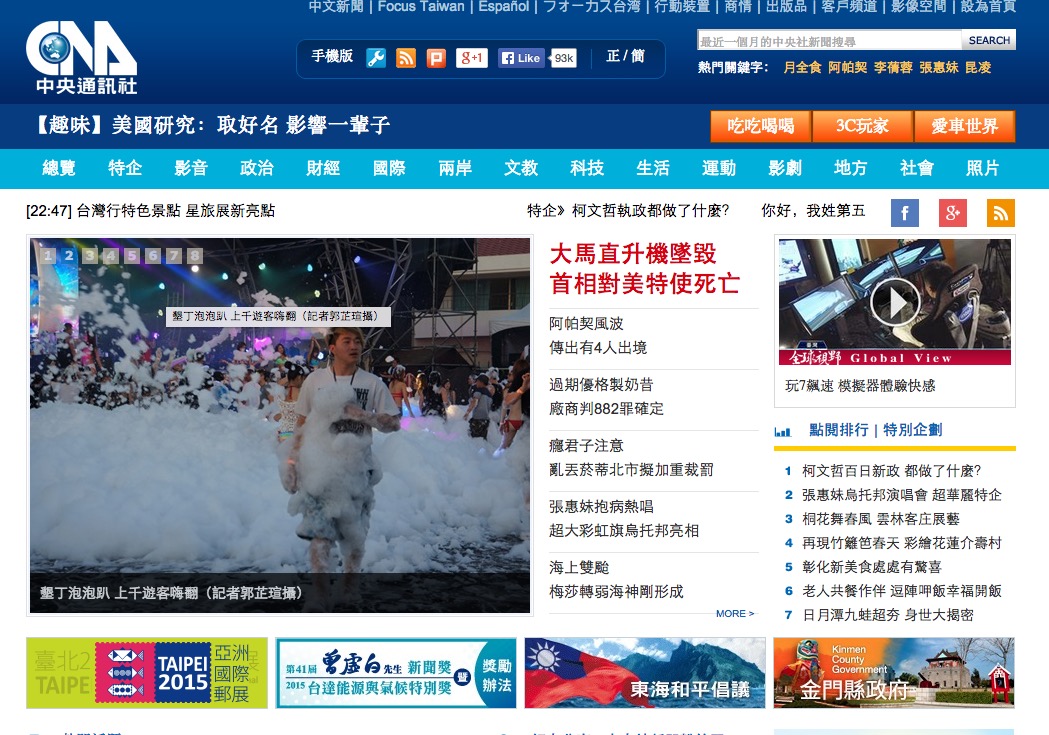 中文新聞 | Focus Taiwan | Español | フォーカス台湾 | 行動裝置 | 商情 | 出版品 | 客戶頻道 | 影像空間 | 設為首頁
CNA
中央通訊社
手機版 g+1 Like 93k 正 / 簡
最近一個月的中央社新聞搜尋 SEARCH
熱門關鍵字: 月全食 阿帕契 李蒨蓉 張惠妹 昆凌
【趣味】美國研究：取好名 影響一輩子
吃吃喝喝 3C玩家 愛車世界
總覽 特企 影音 政治 財經 國際 兩岸 文教 科技 生活 運動 影劇 地方 社會 照片
[22:47] 台灣行特色景點 星旅展新亮點
特企》柯文哲執政都做了什麼? 你好，我姓第五
1 2 3 4 5 6 7 8
墾丁泡泡趴 上千遊客嗨翻（記者郭芷瑄攝）
墾丁泡泡趴 上千遊客嗨翻（記者郭芷瑄攝）
大馬直升機墜毀
首相對美特使死亡
阿帕契風波
傳出有4人出境
過期優格製奶昔
廠商判882罪確定
癮君子注意
亂丟菸蒂北市擬加重裁罰
張惠妹抱病熱唱
超大彩虹旗烏托邦亮相
海上雙颱
梅莎轉弱海神剛形成
MORE >
臺灣
全球視野 Global View
玩7飆速 模擬器體驗快感
點閱排行 | 特別企劃
1 柯文哲百日新政 都做了什麼?
2 張惠妹烏托邦演唱會 超華麗特企
3 桐花舞春風 雲林客庄展藝
4 再現竹籬笆春天 彩繪花蓮介壽村
5 彰化新美食處處有驚喜
6 老人共餐作伴 逗陣呷飯幸福開飯
7 日月潭九蛙超夯 身世大揭密
臺北2
TAIPE
TAIPEI
2015
亞洲
國際
郵展
第41屆 曾虛白先生 新聞獎
暨
2015 台達能源與氣候特別獎
獎勵
辦法
東海和平倡議
Kinmen
County
Government
金門縣政府